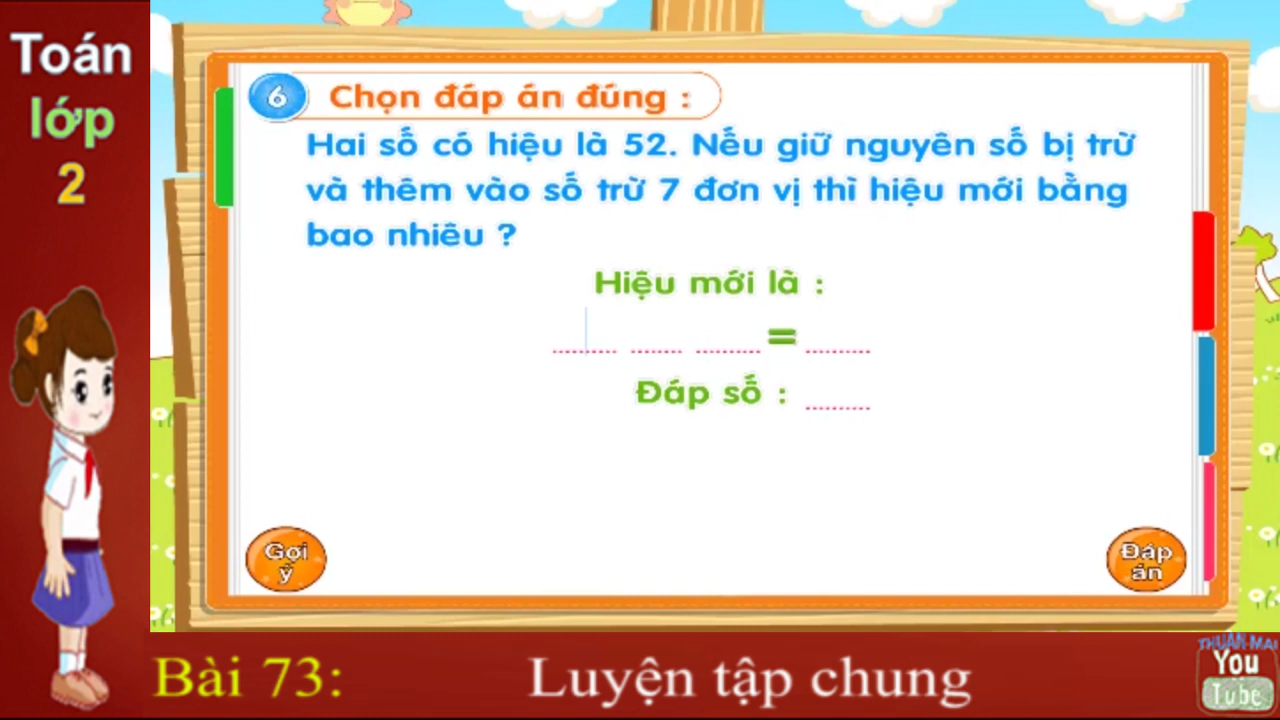 Toán
lớp
2
6 Chọn đáp án đúng :
Hai số có hiệu là 52. Nếu giữ nguyên số bị trừ
và thêm vào số trừ 7 đơn vị thì hiệu mới bằng
bao nhiêu ?
Hiệu mới là :
........ ....... ........ = ........
Đáp số : ........
Gợi
ý
Đáp
án
Bài 73: Luyện tập chung
THUẬN MAI
You
Tube